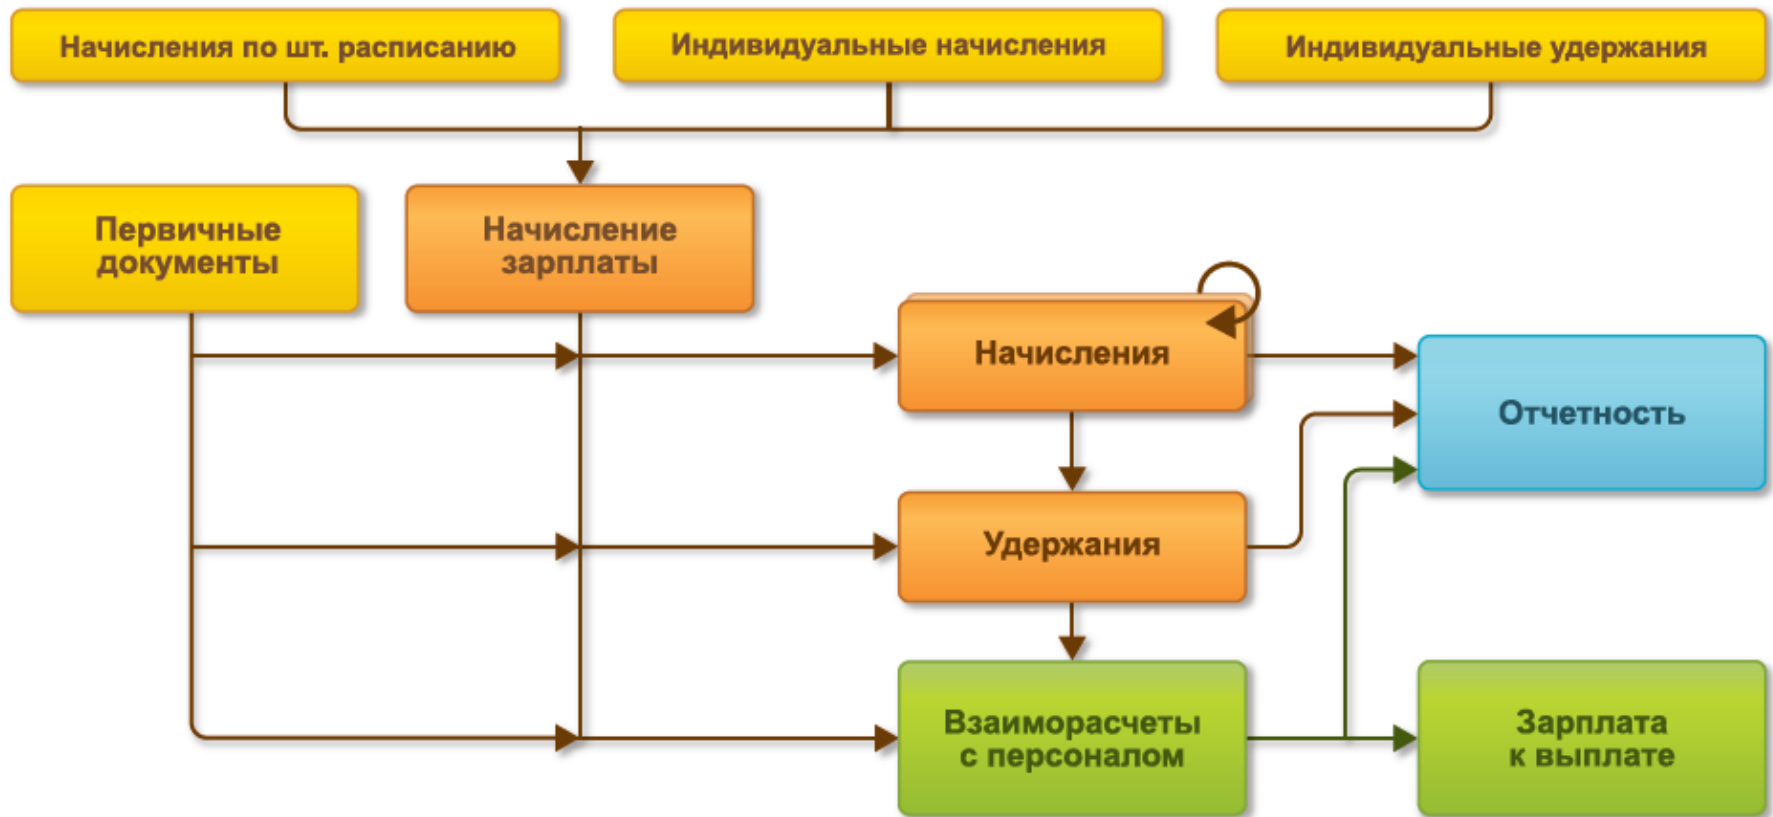 Начисления по шт. расписанию
Индивидуальные начисления
Индивидуальные удержания
Первичные
документы
Начисление
зарплаты
Начисления
Отчетность
Удержания
Взаиморасчеты
с персоналом
Зарплата
к выплате